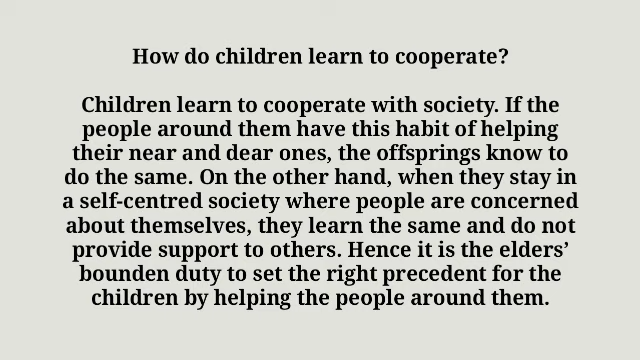 How do children learn to cooperate?
Children learn to cooperate with society. If the
people around them have this habit of helping
their near and dear ones, the offsprings know to
do the same. On the other hand, when they stay in
a self-centred society where people are concerned
about themselves, they learn the same and do not
provide support to others. Hence it is the elders’
bounden duty to set the right precedent for the
children by helping the people around them.